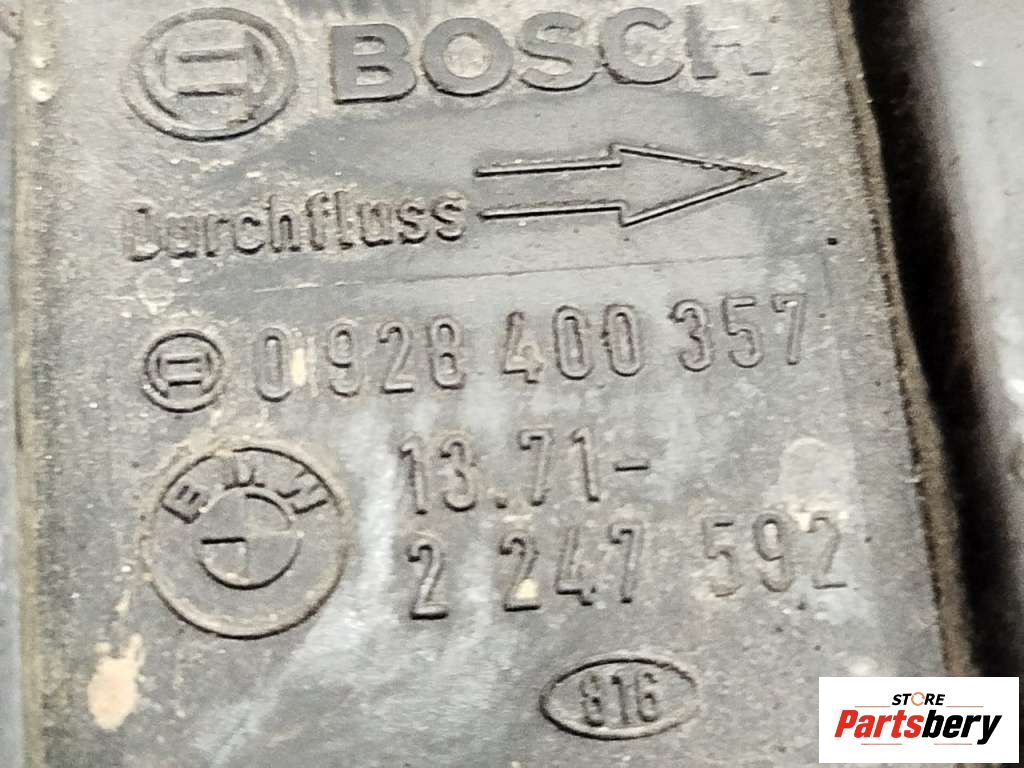 BOSCH
Durchfluss
0 928 400 357
BMW
13.71-
2 247 592
816
STORE
Partsbery